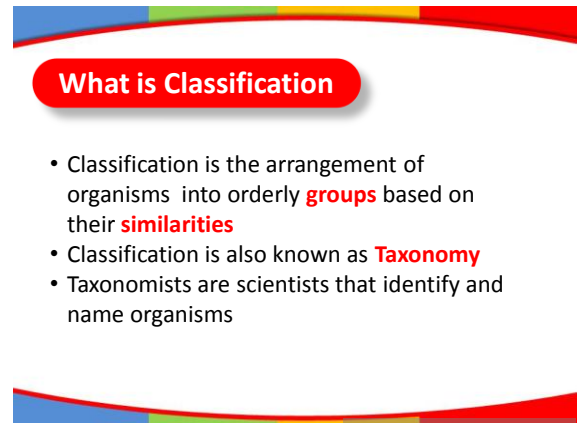 What is Classification
• Classification is the arrangement of
organisms  into orderly groups based on
their similarities
• Classification is also known as Taxonomy
• Taxonomists are scientists that identify and
name organisms